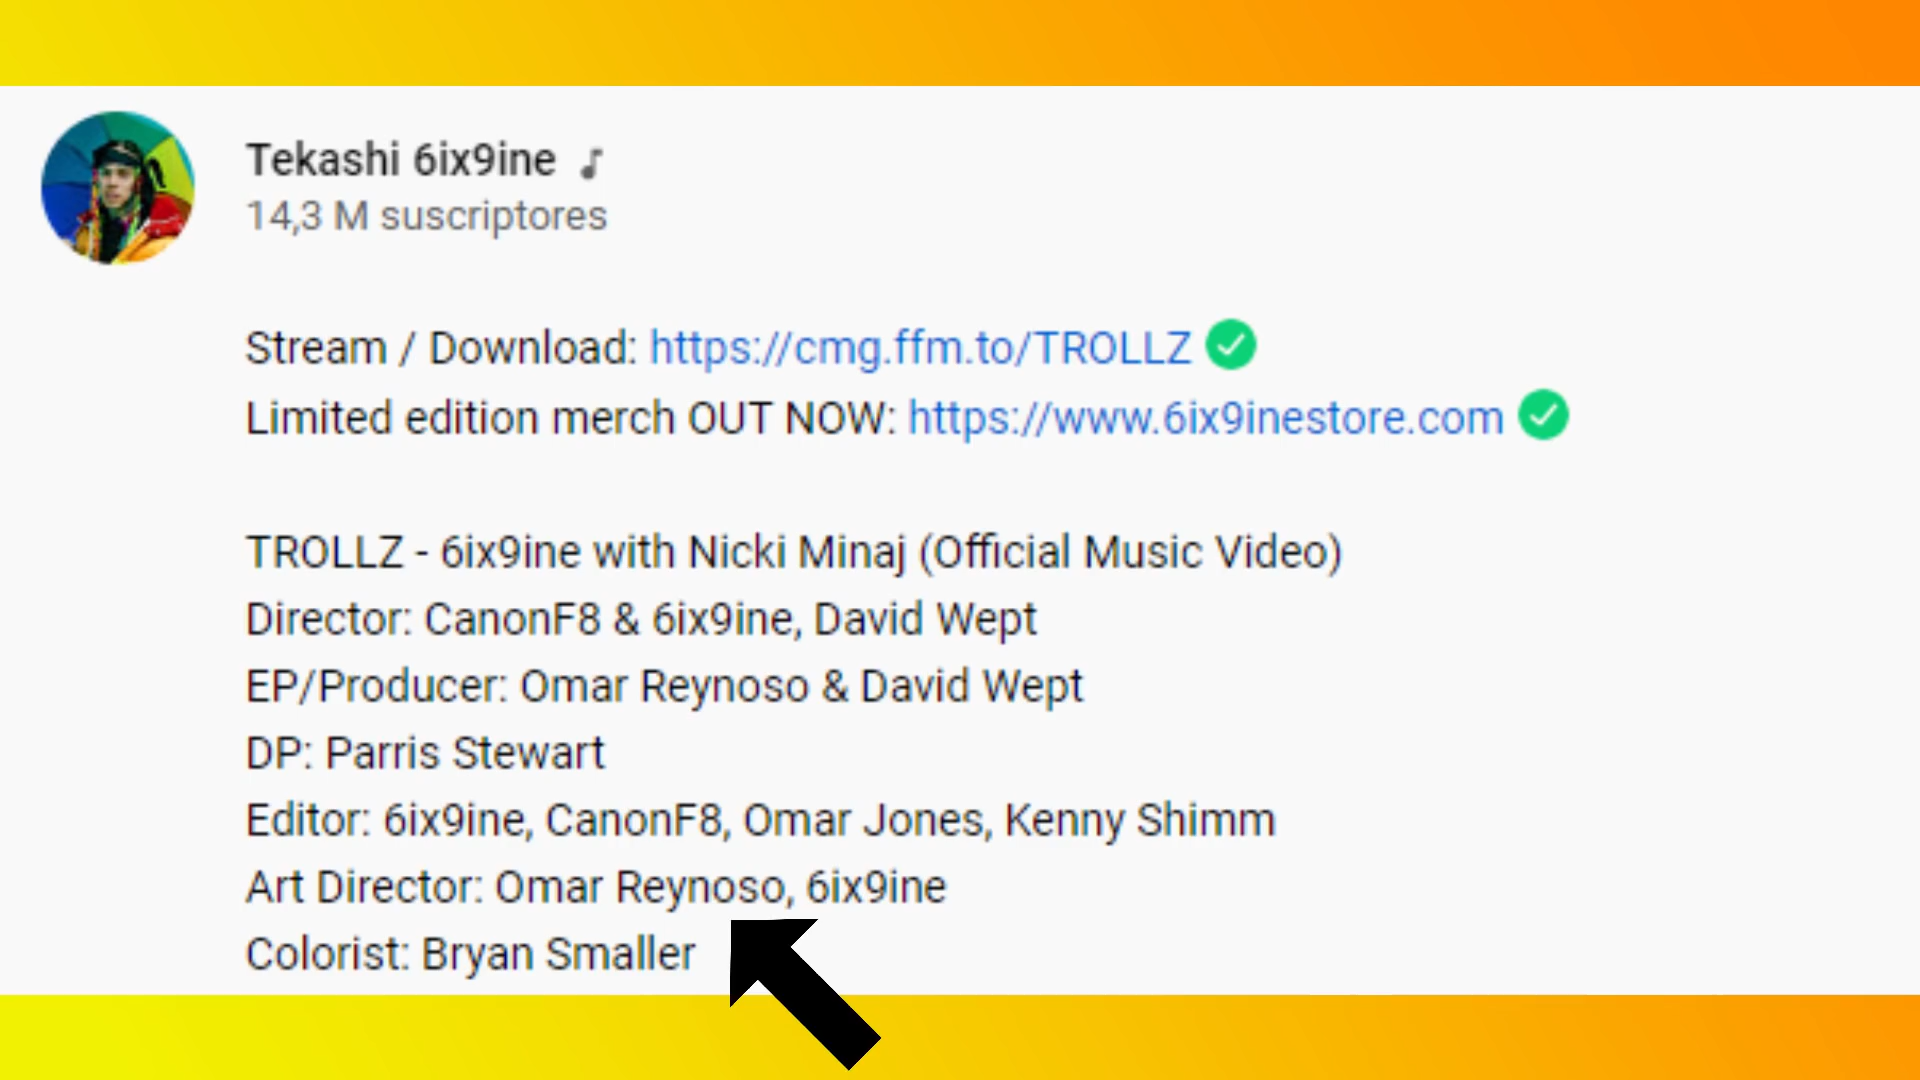 Tekashi 6ix9ine
14,3 M suscriptores
Stream / Download: https://cmg.ffm.to/TROLLZ
Limited edition merch OUT NOW: https://www.6ix9inestore.com
TROLLZ - 6ix9ine with Nicki Minaj (Official Music Video)
Director: CanonF8 & 6ix9ine, David Wept
EP/Producer: Omar Reynoso & David Wept
DP: Parris Stewart
Editor: 6ix9ine, CanonF8, Omar Jones, Kenny Shimm
Art Director: Omar Reynoso, 6ix9ine
Colorist: Bryan Smaller